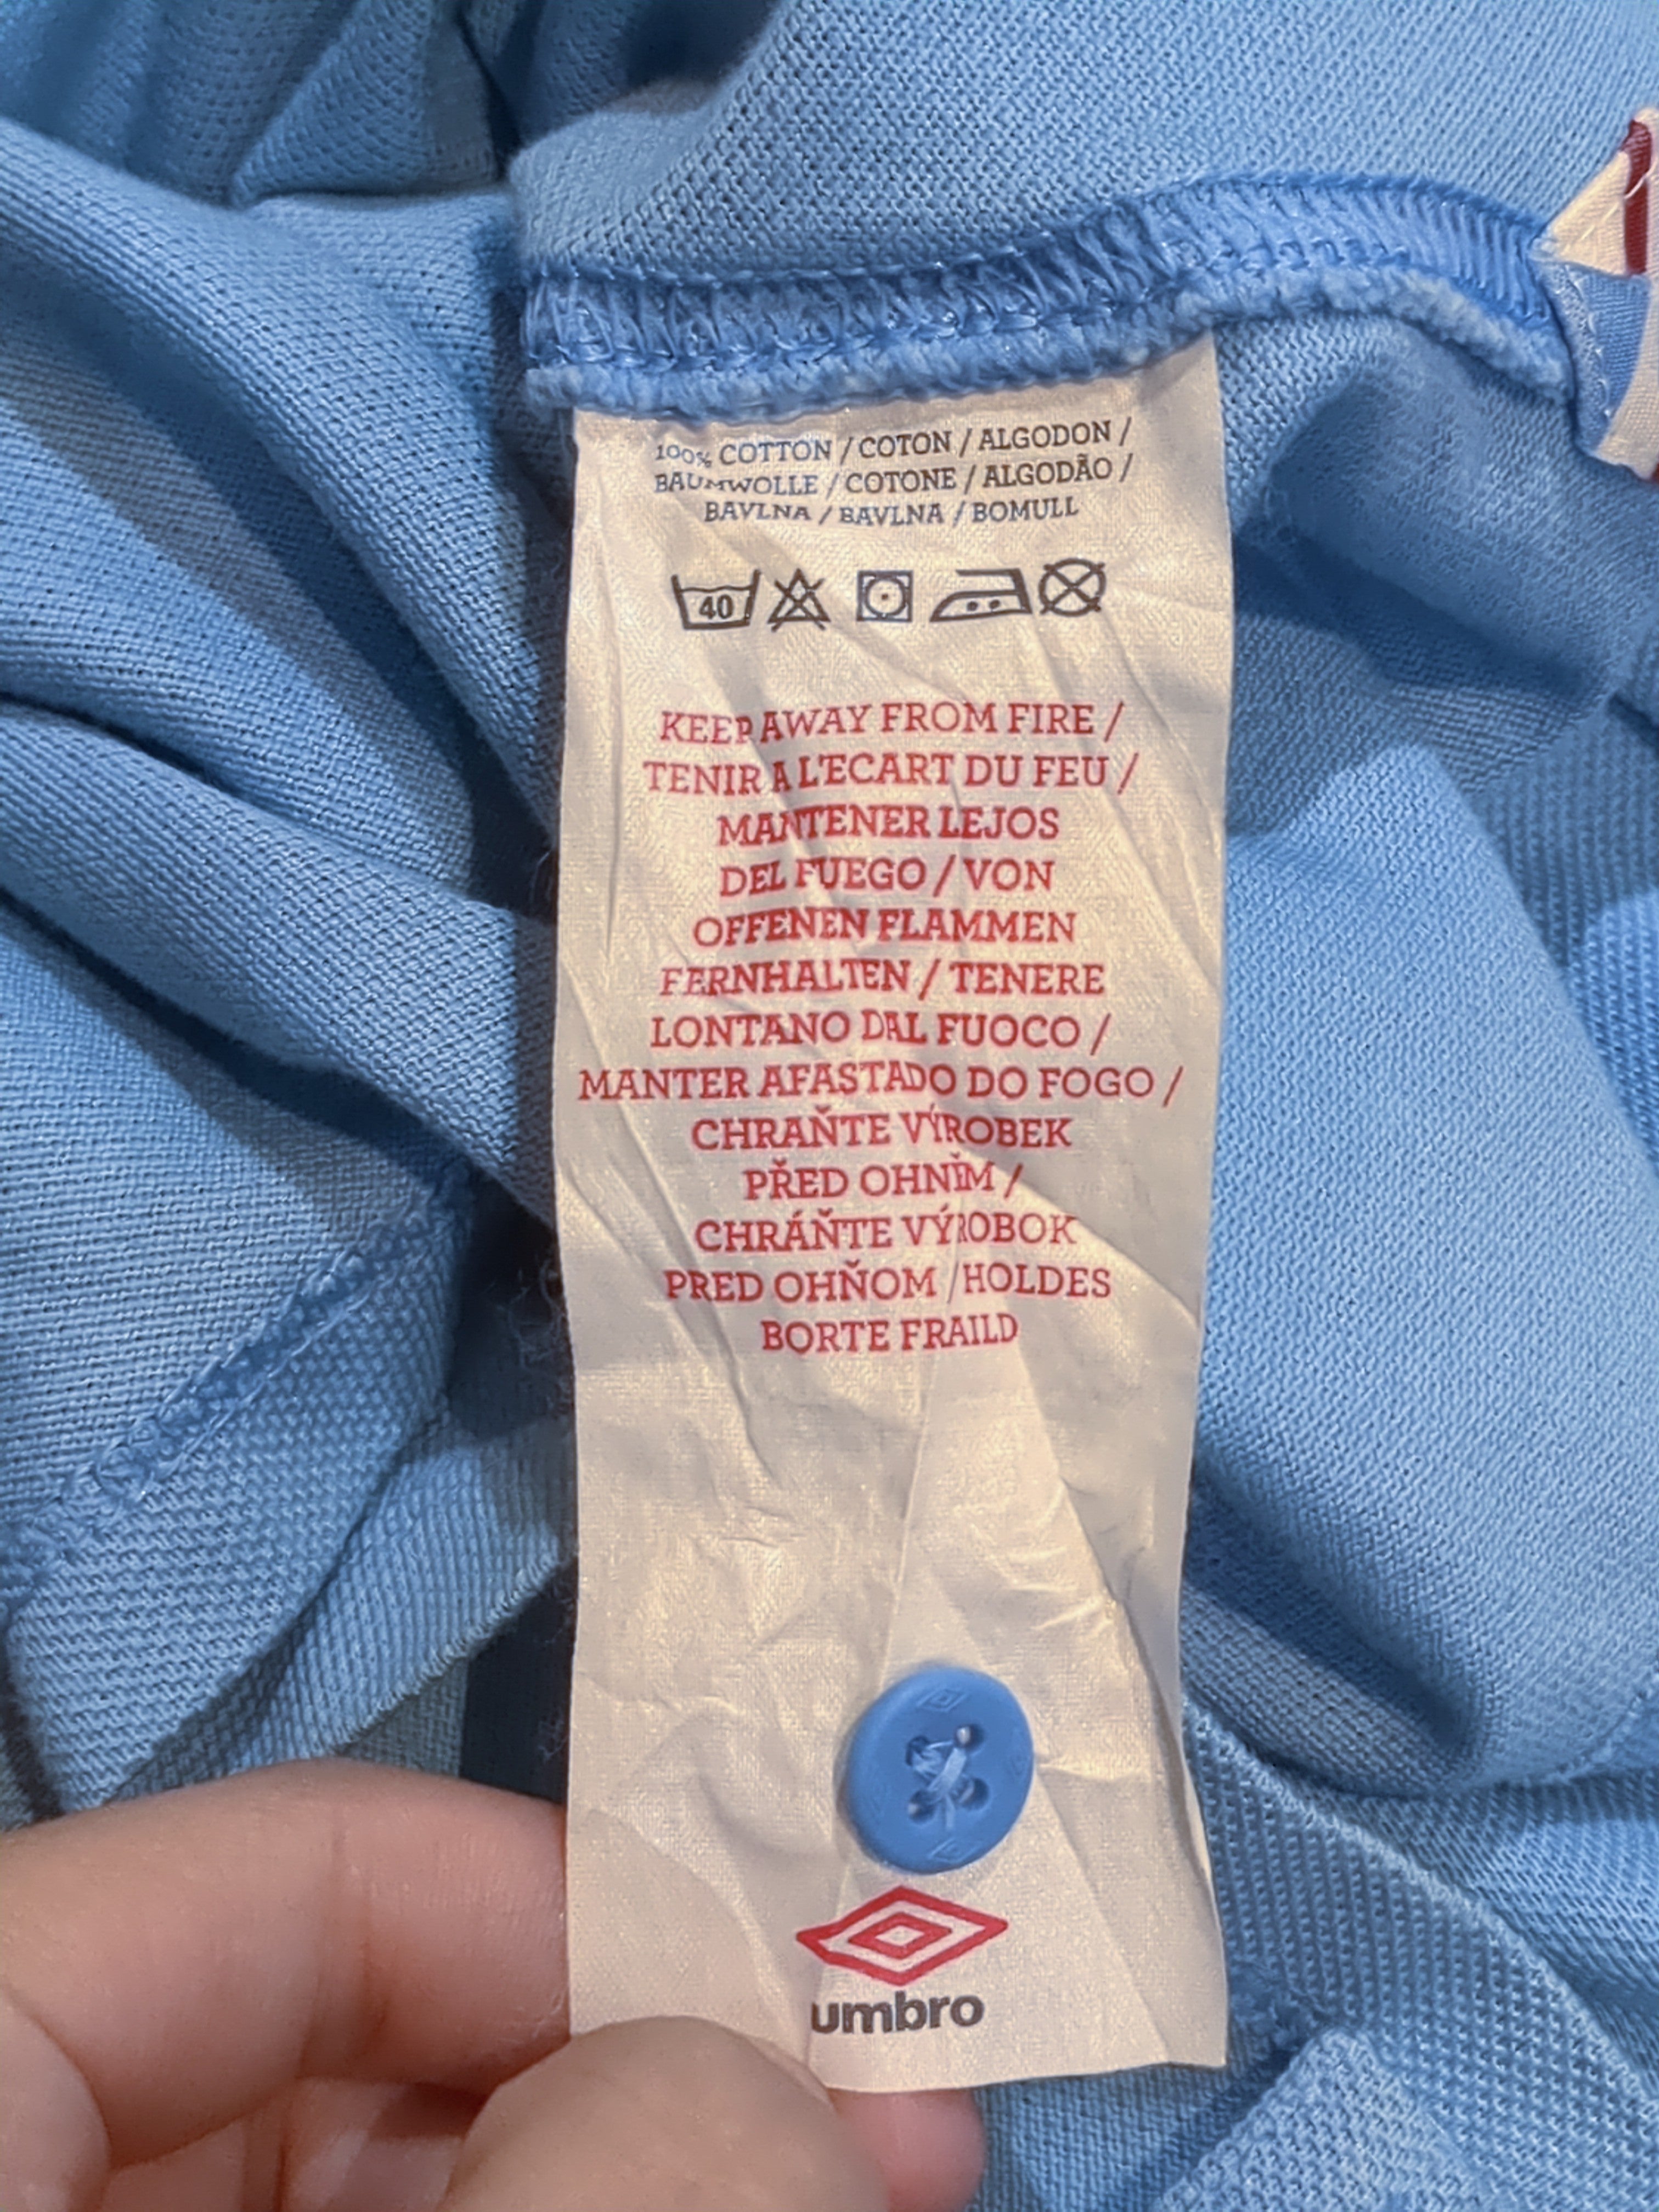 100% COTTON / COTON / ALGODON /
BAUMWOLLE / COTONE / ALGODÃO /
BAVLNA / BAVLNA / BOMULL
40
KEEP AWAY FROM FIRE /
TENIR A L'ECART DU FEU /
MANTENER LEJOS
DEL FUEGO / VON
OFFENEN FLAMMEN
FERNHALTEN / TENERE
LONTANO DAL FUOCO /
MANTER AFASTADO DO FOGO /
CHRAŇTE VÝROBEK
PŘED OHNĚM /
CHRÁŇTE VÝROBOK
PRED OHŇOM / HOLDES
BORTE FRAILD
umbro